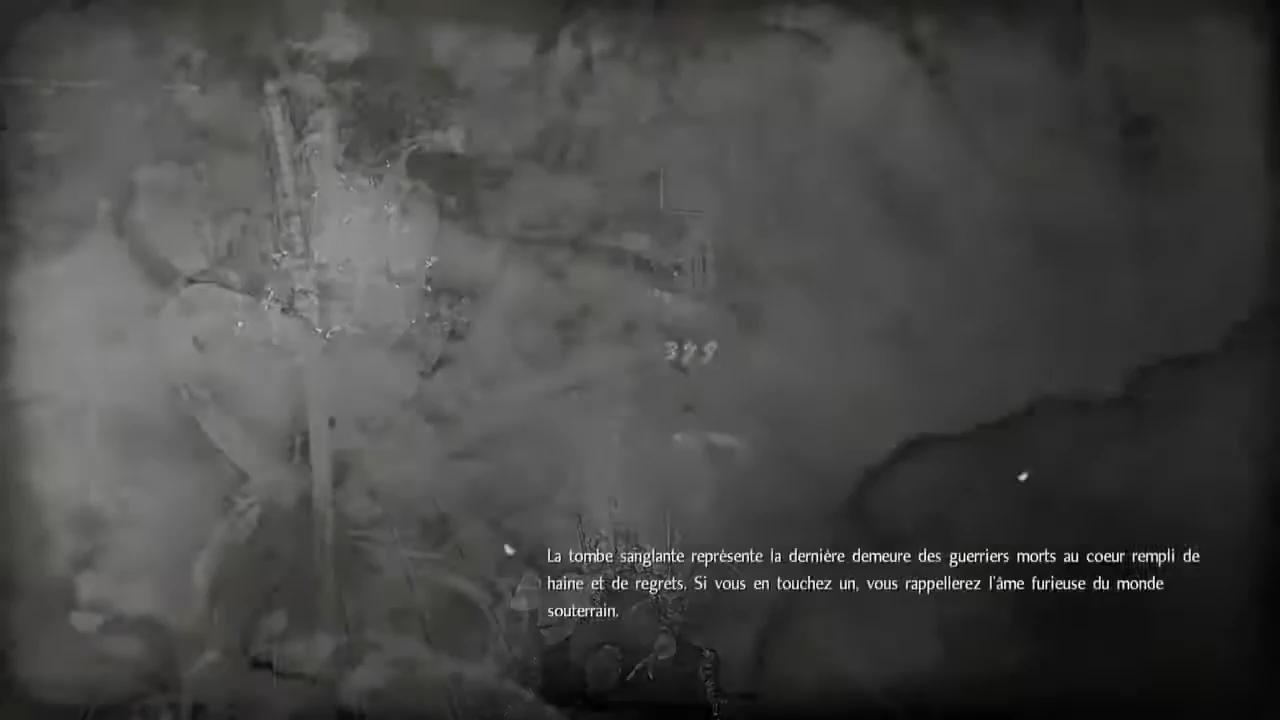 399
La tombe sanglante représente la dernière demeure des guerriers morts au coeur rempli de
haine et de regrets. Si vous en touchez un, vous rappellerez l'âme furieuse du monde
souterrain.